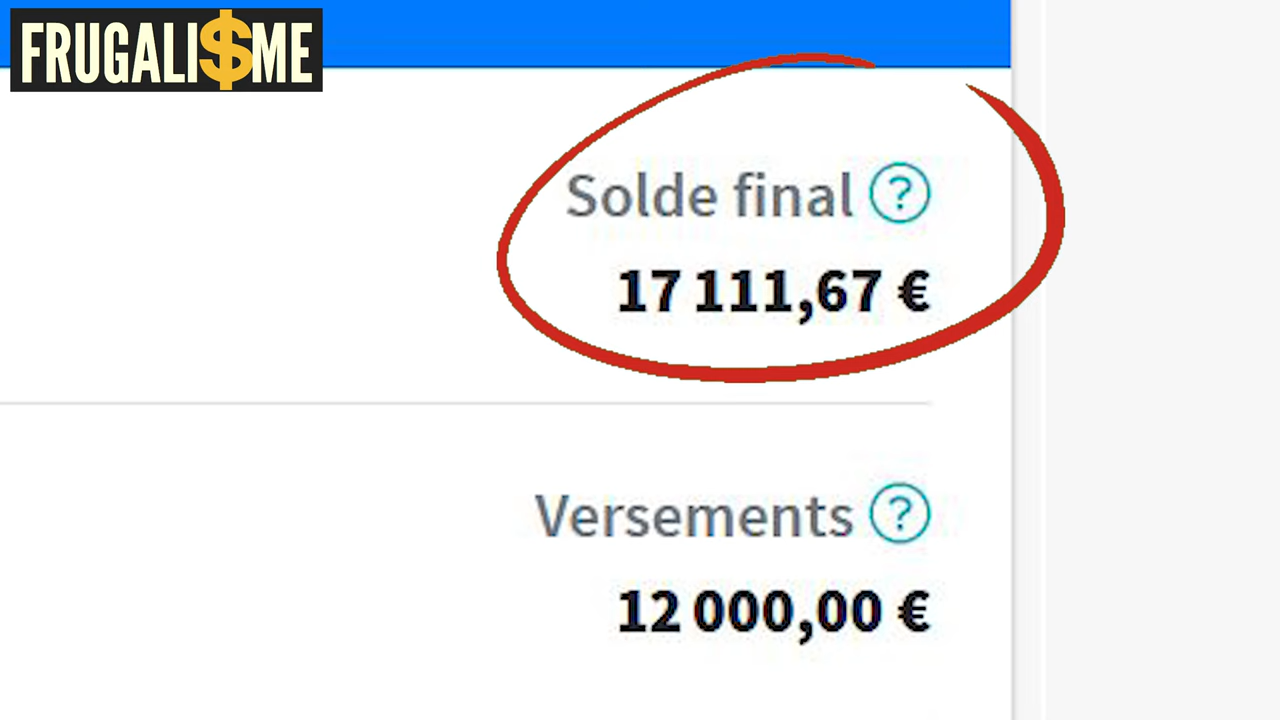 FRUGALI$ME
Solde final ?
17 111,67 €
Versements ?
12 000,00 €